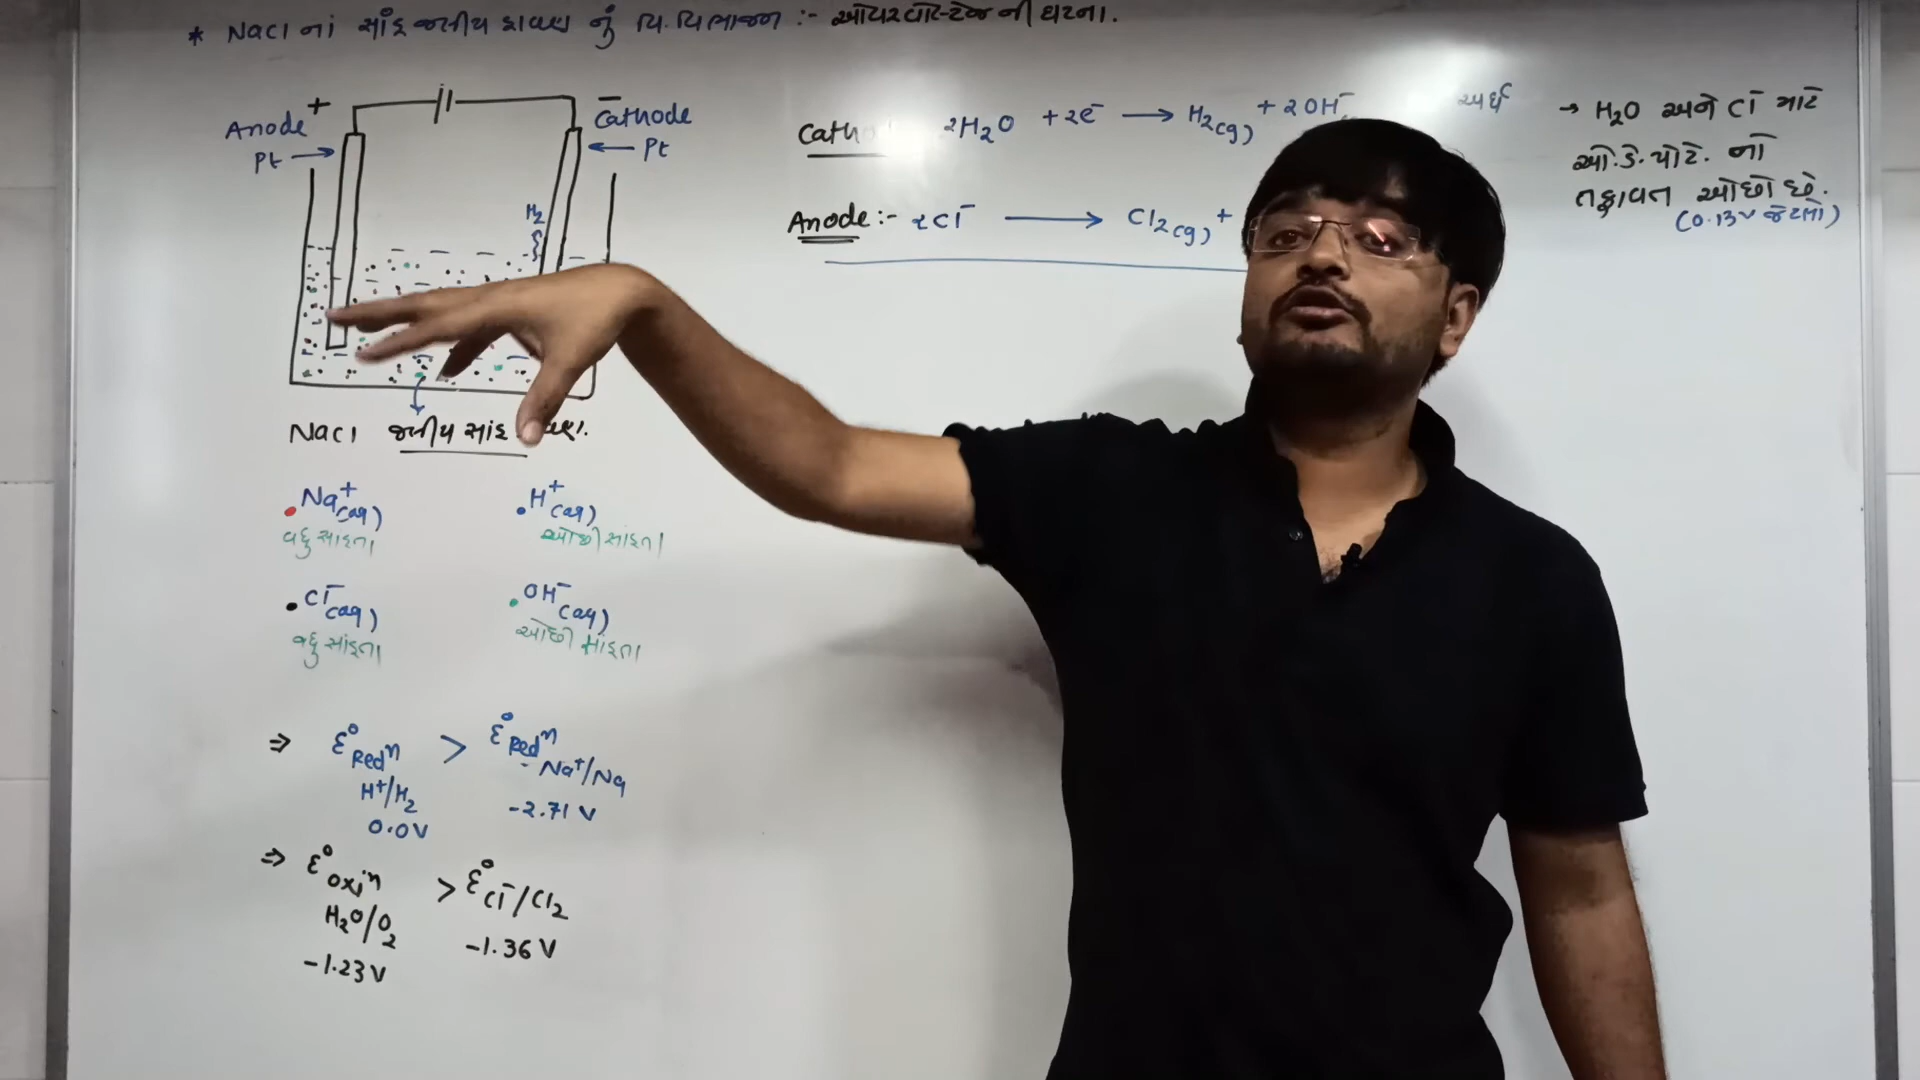 * NaCl નાં સાંદ્ર જલીય દ્રાવણ નું વિ.વિભાજન :- ઓવરવોલ્ટેજ ની ઘટના.
Anode +
Pt →
− Cathode
← Pt
H2
NaCl જલીય સાંદ્ર
• Na+(aq)
વધુ સાંદ્રતા
• H+(aq)
ઓછી સાંદ્રતા
• Cl−(aq)
વધુ સાંદ્રતા
• OH−(aq)
ઓછી સાંદ્રતા
⇒ Ɛ°Redn > Ɛ°Redn Na+/Na
H+/H2
0.0V
-2.71 V
⇒ Ɛ°oxin > Ɛ°Cl−/Cl2
H2O/O2
-1.23V
-1.36 V
2H2O + 2e− → H2(g) + 2OH−
Anode :- 2Cl− → Cl2(g) +
→ H2O અને Cl− માટે
ઓ.ડે.પોટે. નો
તફાવત ઓછો છે.
(0.13V જેટલો)